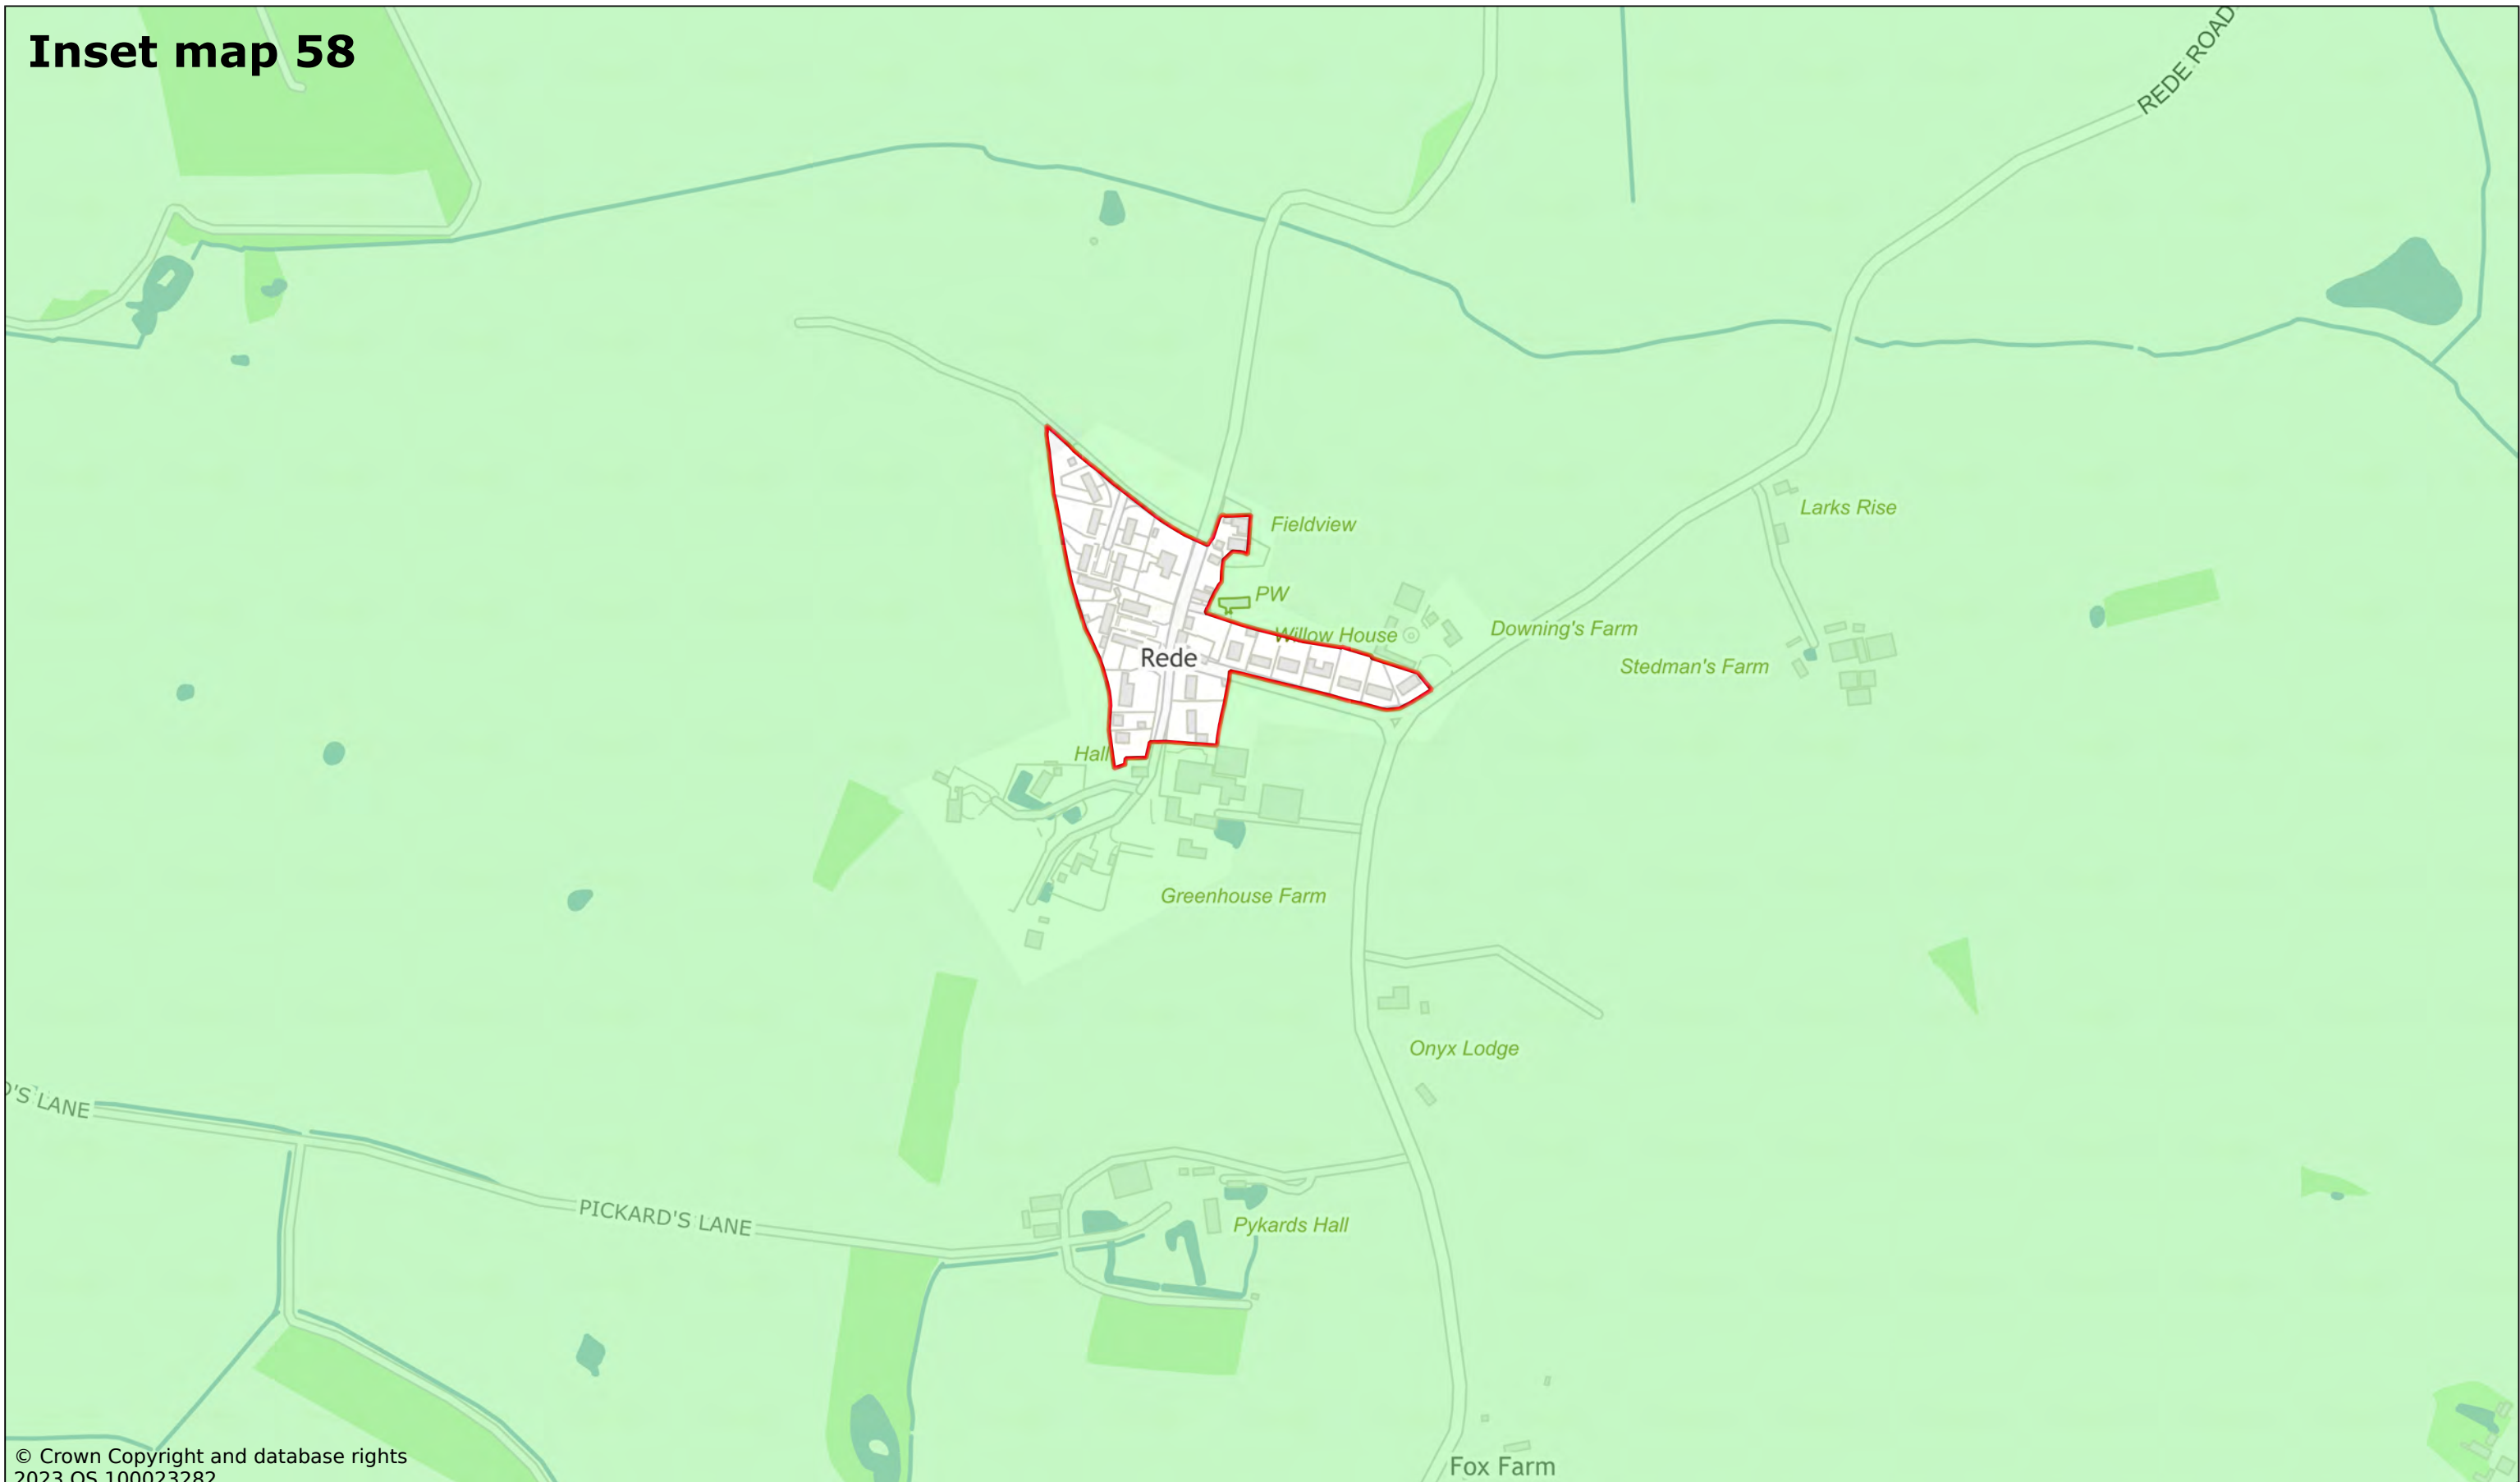 Inset map 58
REDE ROAD
Larks Rise
Fieldview
PW
Willow House
Downing's Farm
Rede
Stedman's Farm
Hall
Greenhouse Farm
Onyx Lodge
D'S LANE
PICKARD'S LANE
Pykards Hall
Fox Farm
© Crown Copyright and database rights
2023 OS 100023282